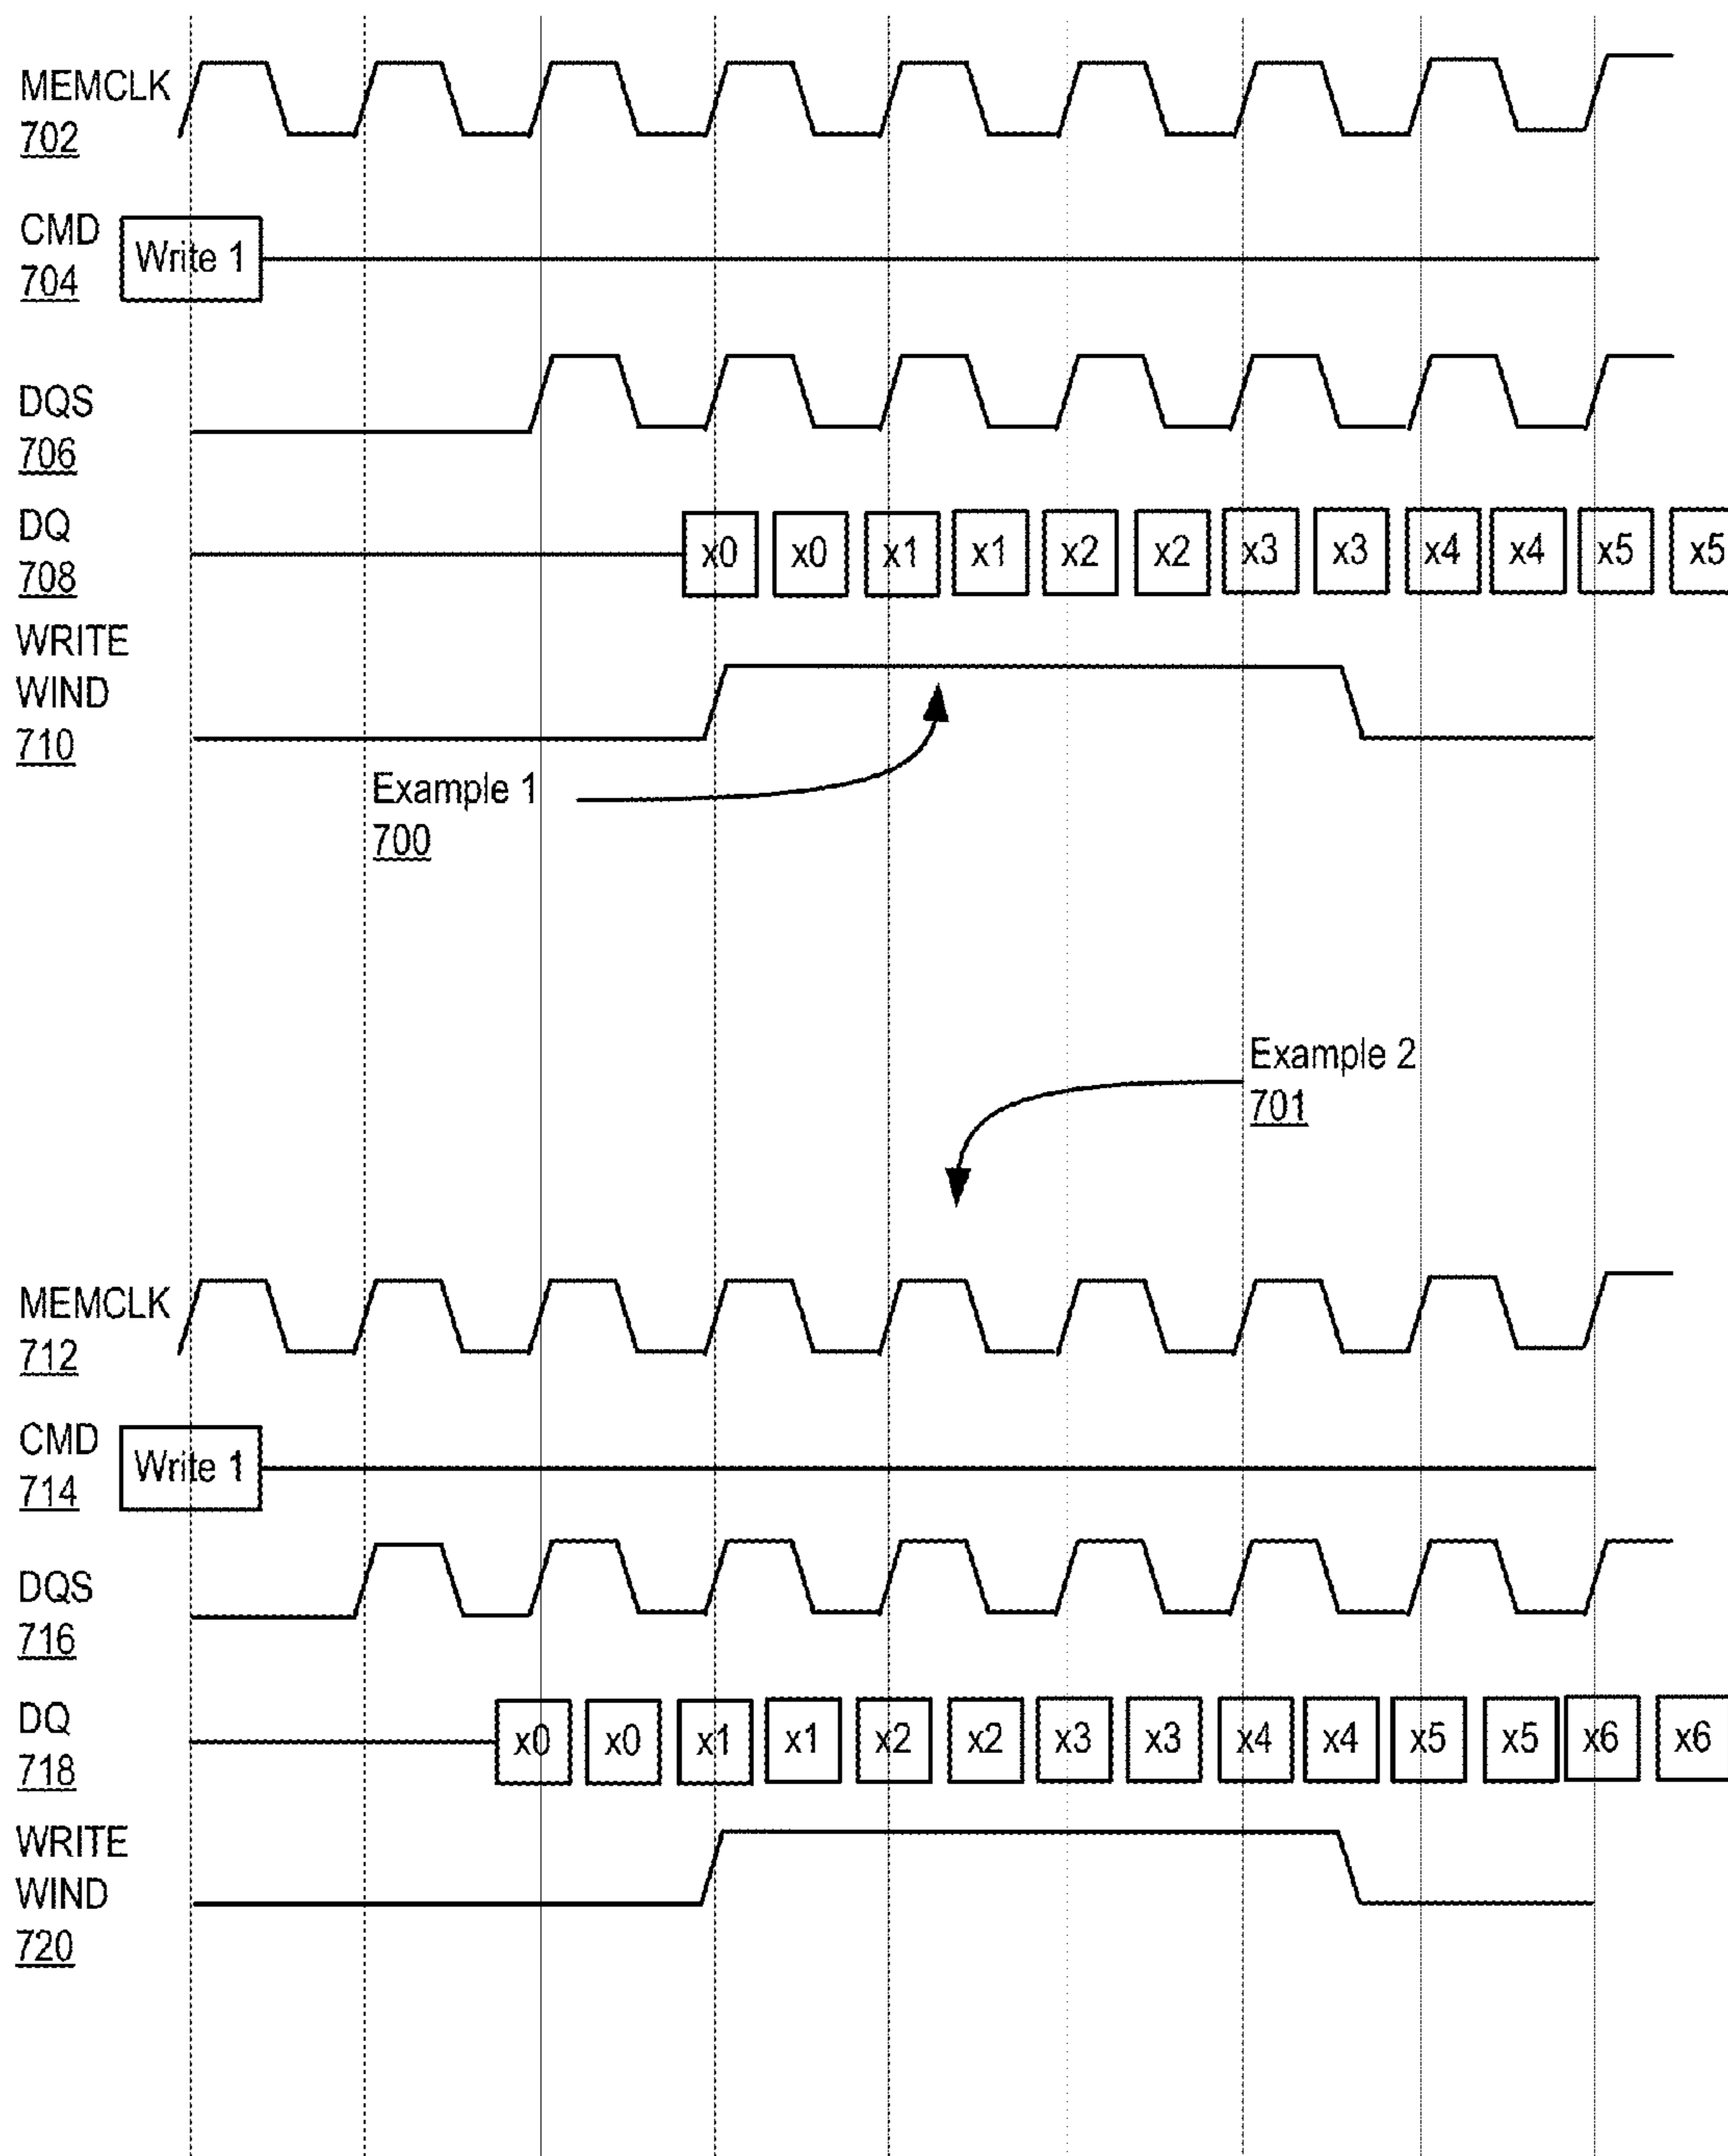 MEMCLK
702
CMD
704
Write 1
DQS
706
DQ
708
x0 x0 x1 x1 x2 x2 x3 x3 x4 x4 x5 x5
WRITE
WIND
710
Example 1
700
Example 2
701
MEMCLK
712
CMD
714
Write 1
DQS
716
DQ
718
x0 x0 x1 x1 x2 x2 x3 x3 x4 x4 x5 x5 x6 x6
WRITE
WIND
720